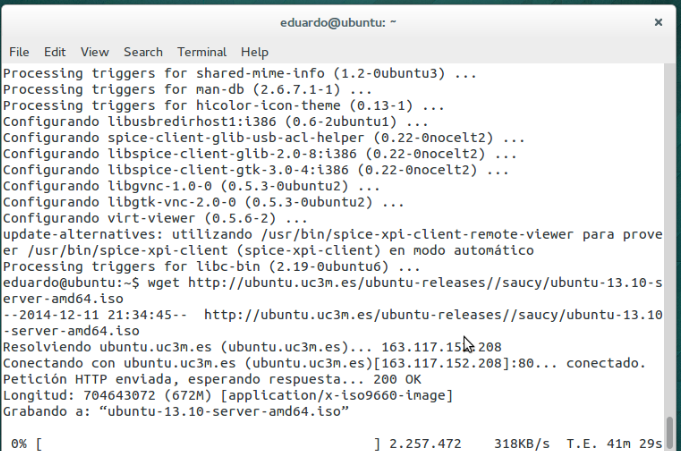 eduardo@ubuntu: ~
File Edit View Search Terminal Help
Processing triggers for shared-mime-info (1.2-0ubuntu3) ...
Processing triggers for man-db (2.6.7.1-1) ...
Processing triggers for hicolor-icon-theme (0.13-1) ...
Configurando libusbredirhost1:i386 (0.6-2ubuntu1) ...
Configurando spice-client-glib-usb-acl-helper (0.22-0nocelt2) ...
Configurando libspice-client-glib-2.0-8:i386 (0.22-0nocelt2) ...
Configurando libspice-client-gtk-3.0-4:i386 (0.22-0nocelt2) ...
Configurando libgvnc-1.0-0 (0.5.3-0ubuntu2) ...
Configurando libgtk-vnc-2.0-0 (0.5.3-0ubuntu2) ...
Configurando virt-viewer (0.5.6-2) ...
update-alternatives: utilizando /usr/bin/spice-xpi-client-remote-viewer para prove
er /usr/bin/spice-xpi-client (spice-xpi-client) en modo automático
Processing triggers for libc-bin (2.19-0ubuntu6) ...
eduardo@ubuntu:~$ wget http://ubuntu.uc3m.es/ubuntu-releases//saucy/ubuntu-13.10-s
erver-amd64.iso
--2014-12-11 21:34:45-- http://ubuntu.uc3m.es/ubuntu-releases//saucy/ubuntu-13.10
-server-amd64.iso
Resolviendo ubuntu.uc3m.es (ubuntu.uc3m.es)... 163.117.152.208
Conectando con ubuntu.uc3m.es (ubuntu.uc3m.es)[163.117.152.208]:80... conectado.
Petición HTTP enviada, esperando respuesta... 200 OK
Longitud: 704643072 (672M) [application/x-iso9660-image]
Grabando a: “ubuntu-13.10-server-amd64.iso”
0% [ ] 2.257.472 318KB/s T.E. 41m 29s